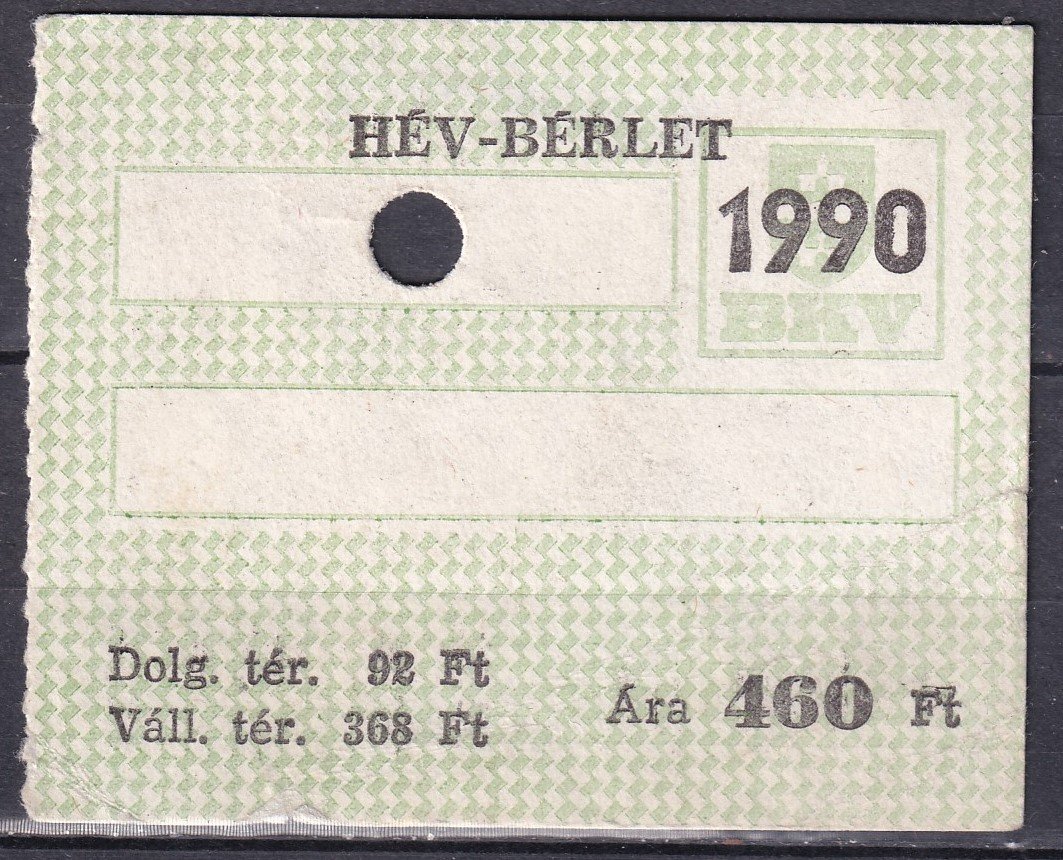 HÉV-BÉRLET
1990
BKV
Dolg. tér. 92 Ft
Váll. tér. 368 Ft
Ára 460 Ft